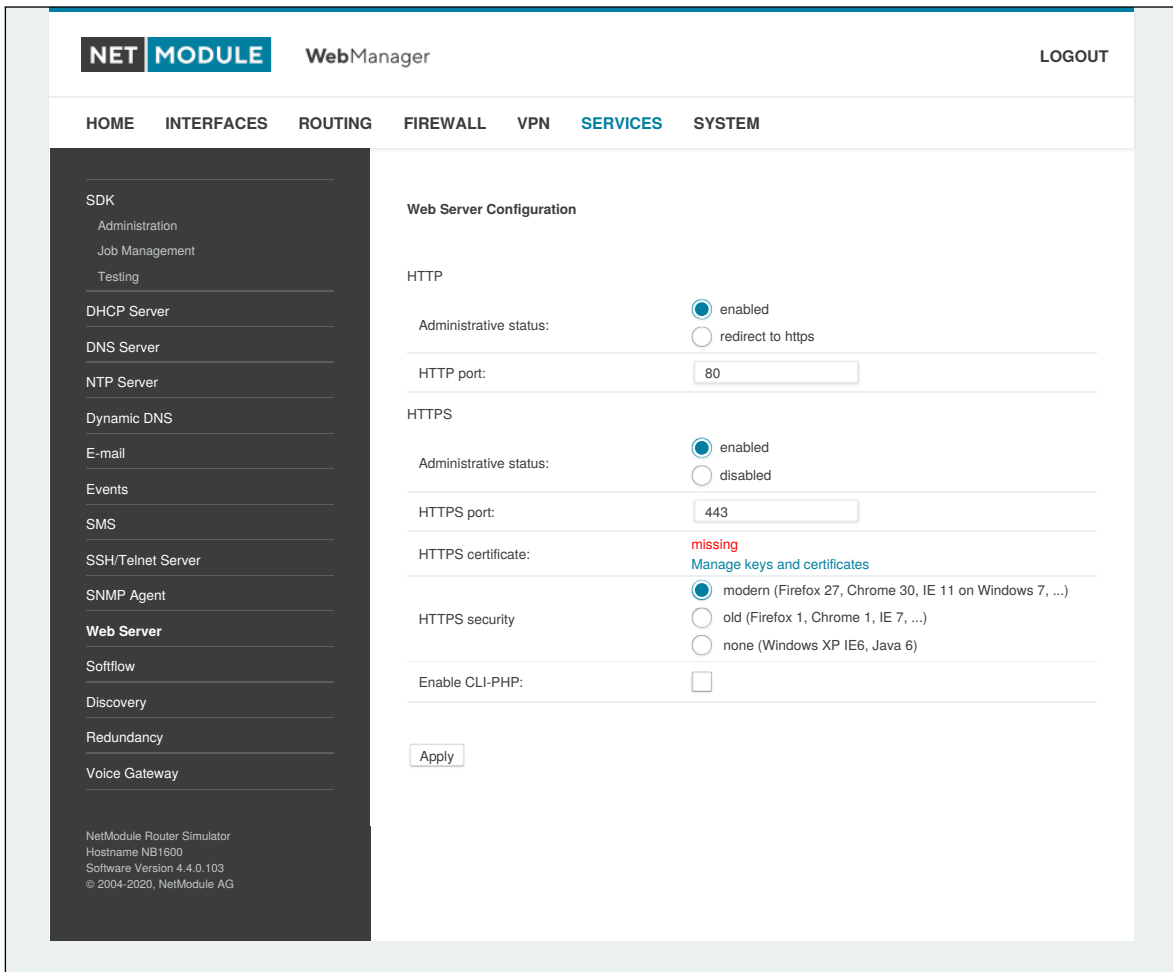 NET MODULE WebManager LOGOUT
HOME INTERFACES ROUTING FIREWALL VPN SERVICES SYSTEM
SDK
Administration
Job Management
Testing
DHCP Server
DNS Server
NTP Server
Dynamic DNS
E-mail
Events
SMS
SSH/Telnet Server
SNMP Agent
Web Server
Softflow
Discovery
Redundancy
Voice Gateway
NetModule Router Simulator
Hostname NB1600
Software Version 4.4.0.103
© 2004-2020, NetModule AG
Web Server Configuration
HTTP
Administrative status:
enabled
redirect to https
HTTP port: 80
HTTPS
Administrative status:
enabled
disabled
HTTPS port: 443
HTTPS certificate:
missing
Manage keys and certificates
HTTPS security
modern (Firefox 27, Chrome 30, IE 11 on Windows 7, ...)
old (Firefox 1, Chrome 1, IE 7, ...)
none (Windows XP IE6, Java 6)
Enable CLI-PHP:
Apply